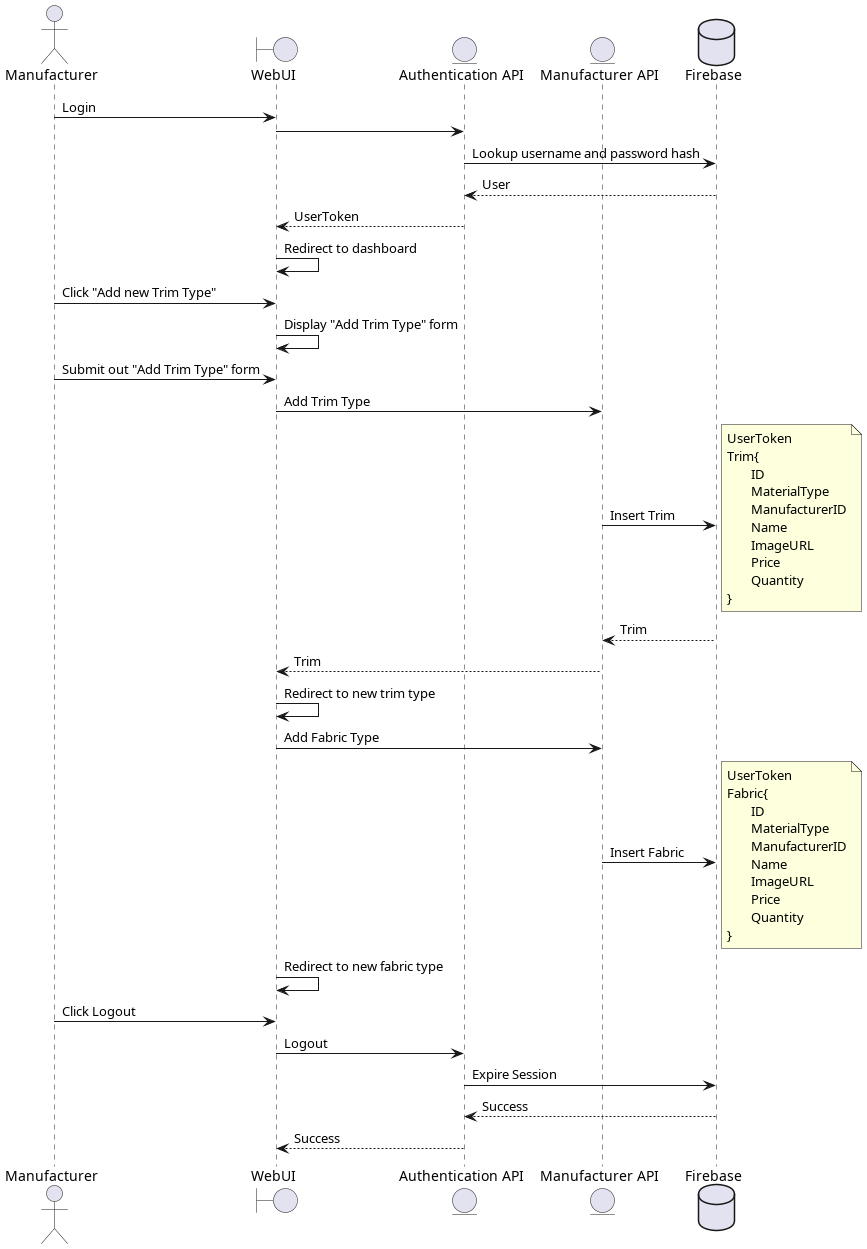 Manufacturer
WebUI
Authentication API
Manufacturer API
Firebase
Login
Lookup username and password hash
User
UserToken
Redirect to dashboard
Click "Add new Trim Type"
Display "Add Trim Type" form
Submit out "Add Trim Type" form
Add Trim Type
Insert Trim
UserToken
Trim{
ID
MaterialType
ManufacturerID
Name
ImageURL
Price
Quantity
}
Trim
Trim
Redirect to new trim type
Add Fabric Type
Insert Fabric
UserToken
Fabric{
ID
MaterialType
ManufacturerID
Name
ImageURL
Price
Quantity
}
Redirect to new fabric type
Click Logout
Logout
Expire Session
Success
Success
Manufacturer
WebUI
Authentication API
Manufacturer API
Firebase